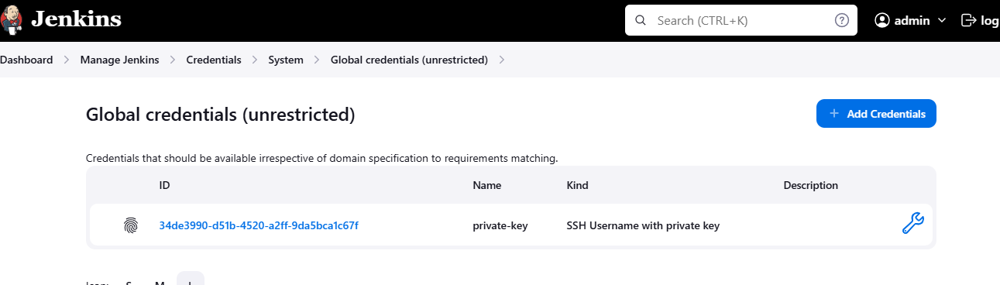 Jenkins Search (CTRL+K) admin log
Dashboard Manage Jenkins Credentials System Global credentials (unrestricted)
Global credentials (unrestricted) + Add Credentials
Credentials that should be available irrespective of domain specification to requirements matching.
ID Name Kind Description
34de3990-d51b-4520-a2ff-9da5bca1c67f private-key SSH Username with private key